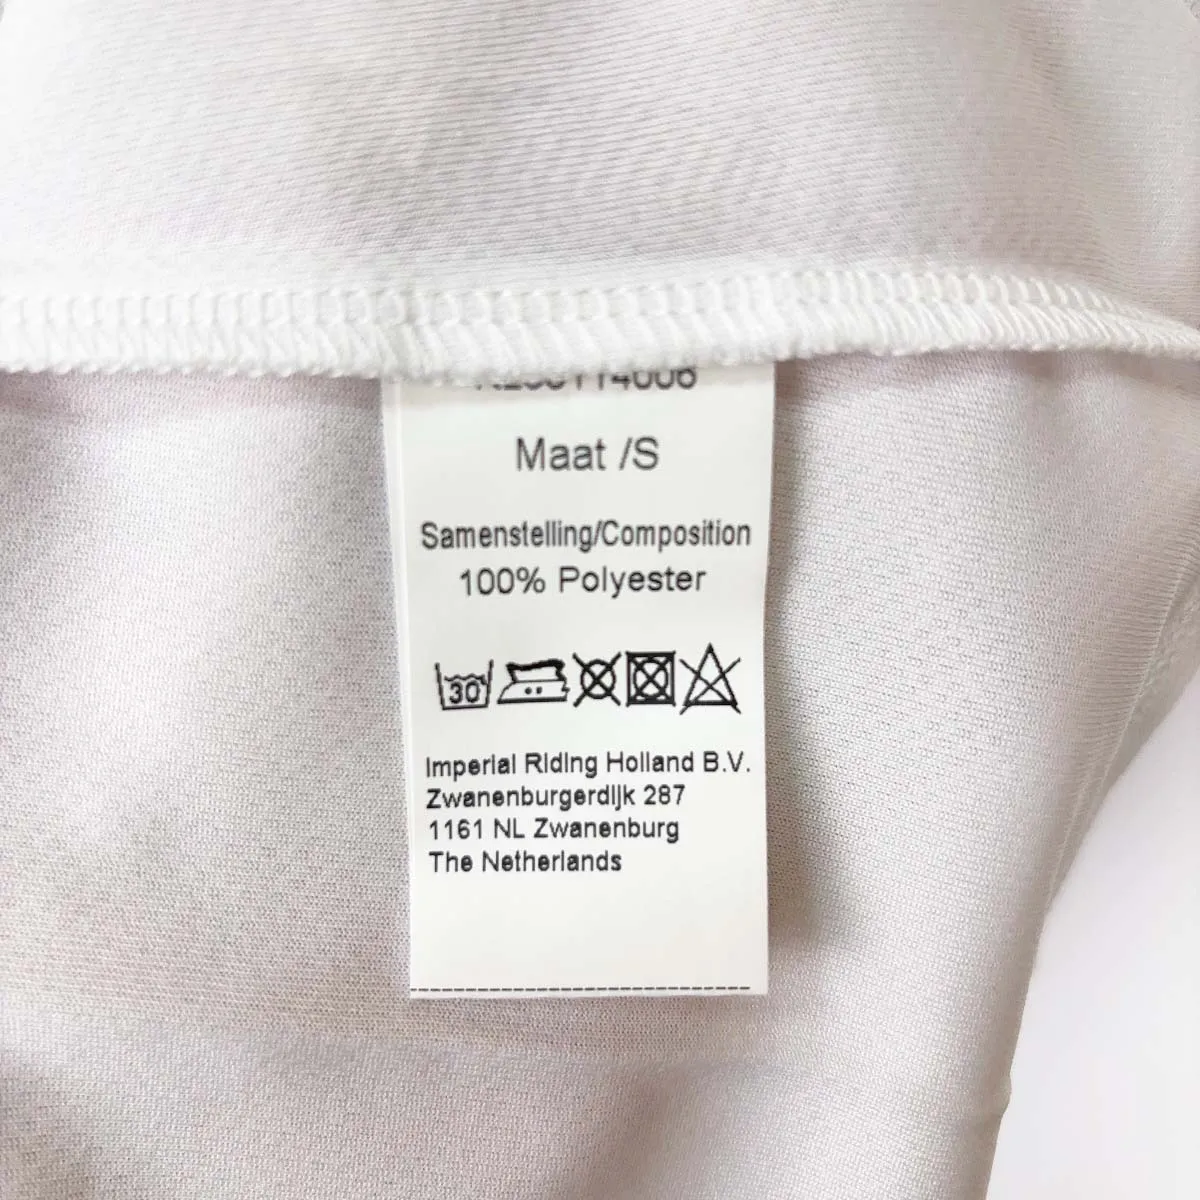 Maat /S
Samenstelling/Composition
100% Polyester
30
Imperial Riding Holland B.V.
Zwanenburgerdijk 287
1161 NL Zwanenburg
The Netherlands